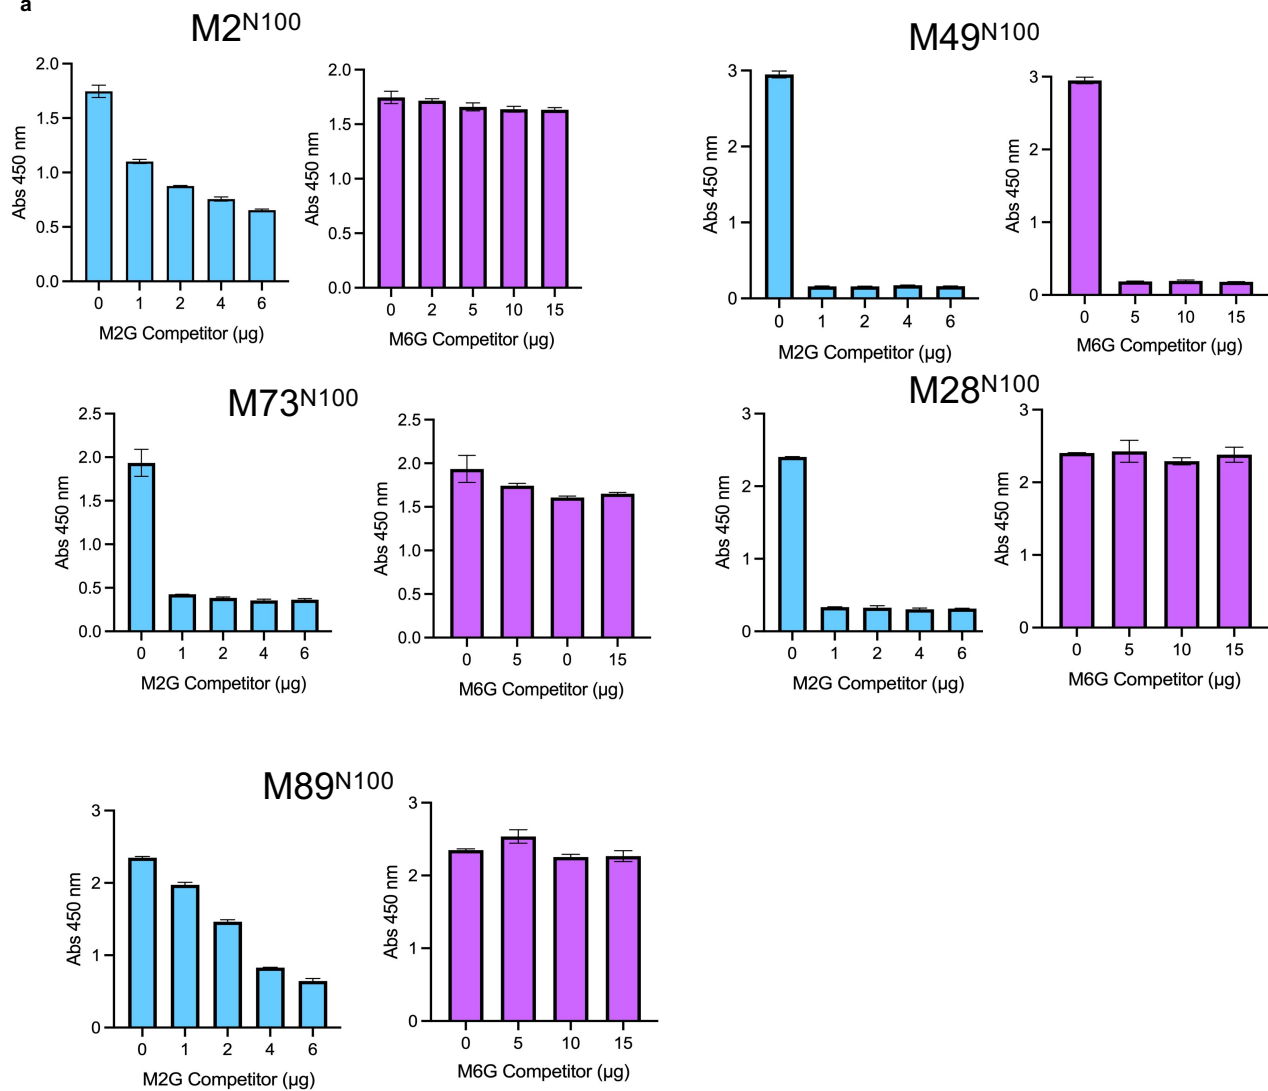 a
M2N100
2.0
1.5
1.0
0.5
0.0
Abs 450 nm
0 1 2 4 6
M2G Competitor (µg)
2.0
1.5
1.0
0.5
0.0
Abs 450 nm
0 2 5 10 15
M6G Competitor (µg)
M49N100
3
2
1
0
Abs 450 nm
0 1 2 4 6
M2G Competitor (µg)
3
2
1
0
Abs 450 nm
0 5 10 15
M6G Competitor (µg)
M73N100
2.5
2.0
1.5
1.0
0.5
0.0
Abs 450 nm
0 1 2 4 6
M2G Competitor (µg)
2.5
2.0
1.5
1.0
0.5
0.0
Abs 450 nm
0 5 0 15
M6G Competitor (µg)
M28N100
3
2
1
0
Abs 450 nm
0 1 2 4 6
M2G Competitor (µg)
3
2
1
0
Abs 450 nm
0 5 10 15
M6G Competitor (µg)
M89N100
3
2
1
0
Abs 450 nm
0 1 2 4 6
M2G Competitor (µg)
3
2
1
0
Abs 450 nm
0 5 10 15
M6G Competitor (µg)